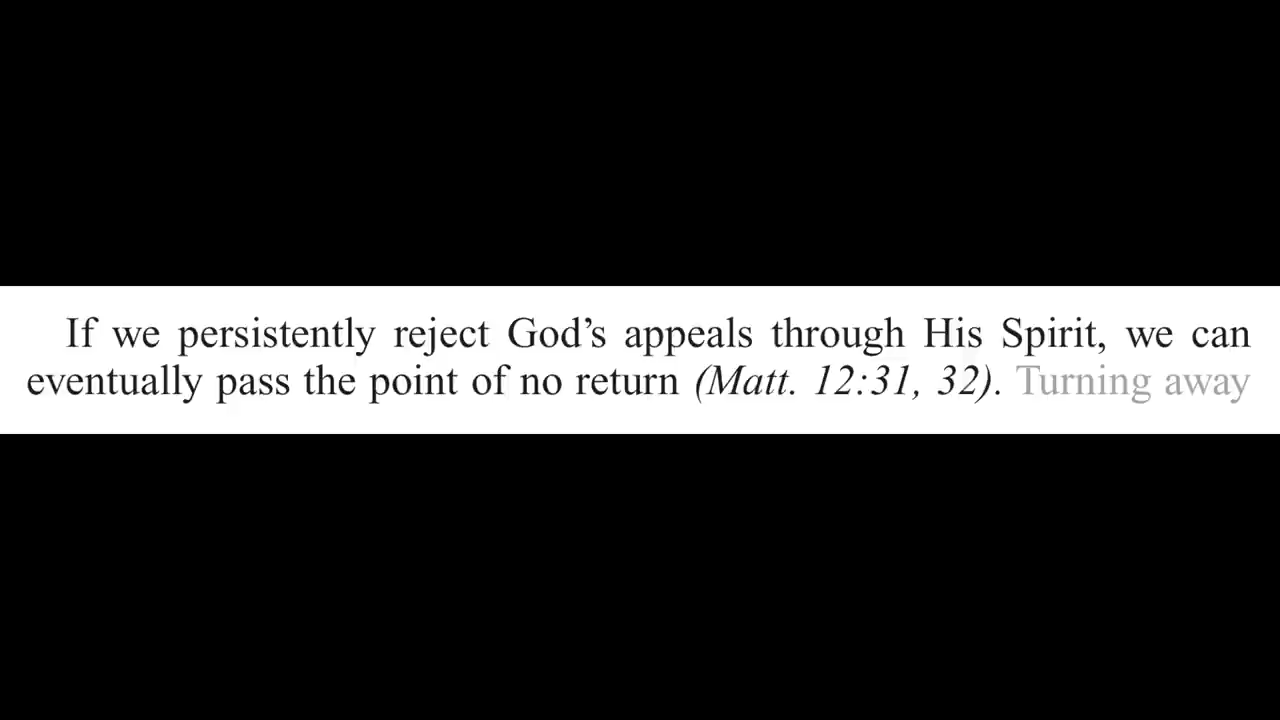 If we persistently reject God’s appeals through His Spirit, we can
eventually pass the point of no return (Matt. 12:31, 32). Turning away